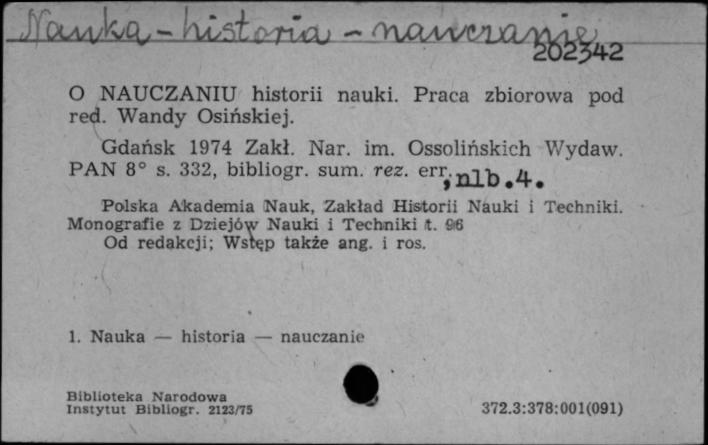 Nauka - historia - nauczanie
202342
O NAUCZANIU historii nauki. Praca zbiorowa pod
red. Wandy Osińskiej.
Gdańsk 1974 Zakł. Nar. im. Ossolińskich Wydaw.
PAN 8° s. 332, bibliogr. sum. rez. err., nlb.4.
Polska Akademia Nauk, Zakład Historii Nauki i Techniki.
Monografie z Dziejów Nauki i Techniki t. 96
Od redakcji; Wstęp także ang. i ros.
1. Nauka — historia — nauczanie
Biblioteka Narodowa
Instytut Bibliogr. 2123/75
372.3:378:001(091)